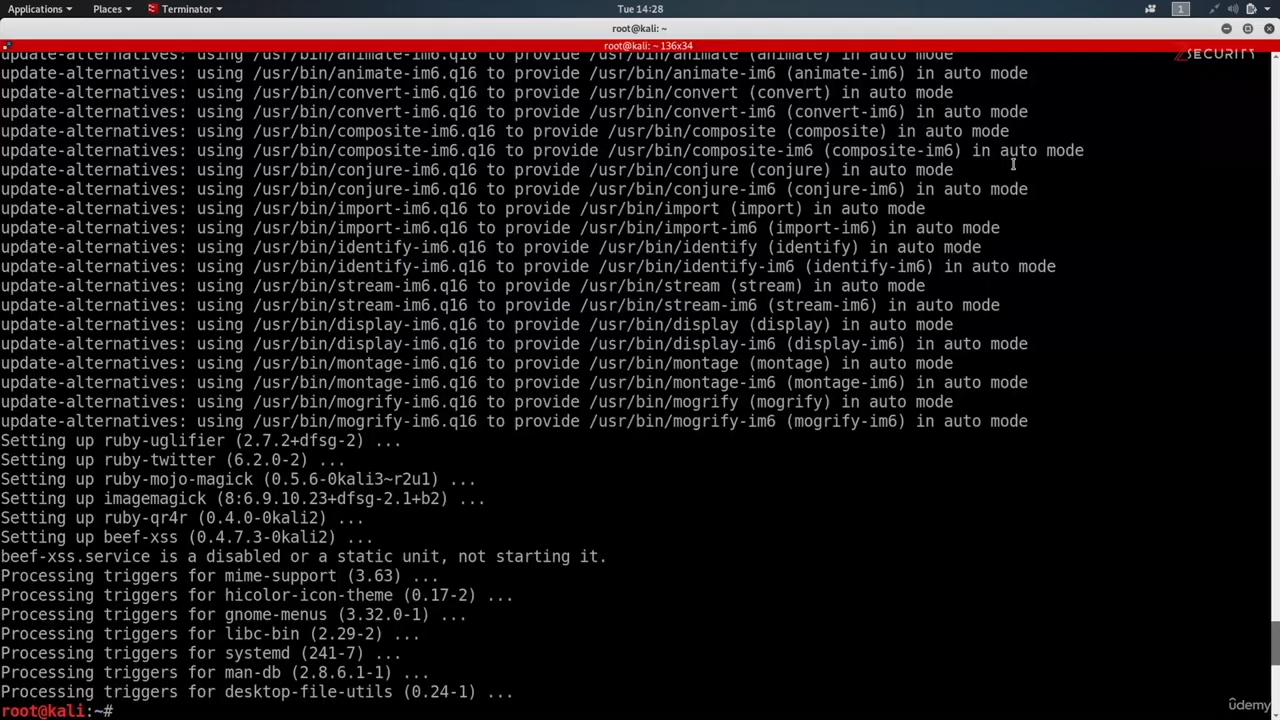 Applications Places Terminator Tue 14:28 1
root@kali: ~
root@kali: ~ 136x34
update-alternatives: using /usr/bin/animate-im6.q16 to provide /usr/bin/animate (animate) in auto mode
ZSECURITY
update-alternatives: using /usr/bin/animate-im6.q16 to provide /usr/bin/animate-im6 (animate-im6) in auto mode
update-alternatives: using /usr/bin/convert-im6.q16 to provide /usr/bin/convert (convert) in auto mode
update-alternatives: using /usr/bin/convert-im6.q16 to provide /usr/bin/convert-im6 (convert-im6) in auto mode
update-alternatives: using /usr/bin/composite-im6.q16 to provide /usr/bin/composite (composite) in auto mode
update-alternatives: using /usr/bin/composite-im6.q16 to provide /usr/bin/composite-im6 (composite-im6) in auto mode
update-alternatives: using /usr/bin/conjure-im6.q16 to provide /usr/bin/conjure (conjure) in auto mode
update-alternatives: using /usr/bin/conjure-im6.q16 to provide /usr/bin/conjure-im6 (conjure-im6) in auto mode
update-alternatives: using /usr/bin/import-im6.q16 to provide /usr/bin/import (import) in auto mode
update-alternatives: using /usr/bin/import-im6.q16 to provide /usr/bin/import-im6 (import-im6) in auto mode
update-alternatives: using /usr/bin/identify-im6.q16 to provide /usr/bin/identify (identify) in auto mode
update-alternatives: using /usr/bin/identify-im6.q16 to provide /usr/bin/identify-im6 (identify-im6) in auto mode
update-alternatives: using /usr/bin/stream-im6.q16 to provide /usr/bin/stream (stream) in auto mode
update-alternatives: using /usr/bin/stream-im6.q16 to provide /usr/bin/stream-im6 (stream-im6) in auto mode
update-alternatives: using /usr/bin/display-im6.q16 to provide /usr/bin/display (display) in auto mode
update-alternatives: using /usr/bin/display-im6.q16 to provide /usr/bin/display-im6 (display-im6) in auto mode
update-alternatives: using /usr/bin/montage-im6.q16 to provide /usr/bin/montage (montage) in auto mode
update-alternatives: using /usr/bin/montage-im6.q16 to provide /usr/bin/montage-im6 (montage-im6) in auto mode
update-alternatives: using /usr/bin/mogrify-im6.q16 to provide /usr/bin/mogrify (mogrify) in auto mode
update-alternatives: using /usr/bin/mogrify-im6.q16 to provide /usr/bin/mogrify-im6 (mogrify-im6) in auto mode
Setting up ruby-uglifier (2.7.2+dfsg-2) ...
Setting up ruby-twitter (6.2.0-2) ...
Setting up ruby-mojo-magick (0.5.6-0kali3~r2u1) ...
Setting up imagemagick (8:6.9.10.23+dfsg-2.1+b2) ...
Setting up ruby-qr4r (0.4.0-0kali2) ...
Setting up beef-xss (0.4.7.3-0kali2) ...
beef-xss.service is a disabled or a static unit, not starting it.
Processing triggers for mime-support (3.63) ...
Processing triggers for hicolor-icon-theme (0.17-2) ...
Processing triggers for gnome-menus (3.32.0-1) ...
Processing triggers for libc-bin (2.29-2) ...
Processing triggers for systemd (241-7) ...
Processing triggers for man-db (2.8.6.1-1) ...
Processing triggers for desktop-file-utils (0.24-1) ...
root@kali:~#
ûdemy